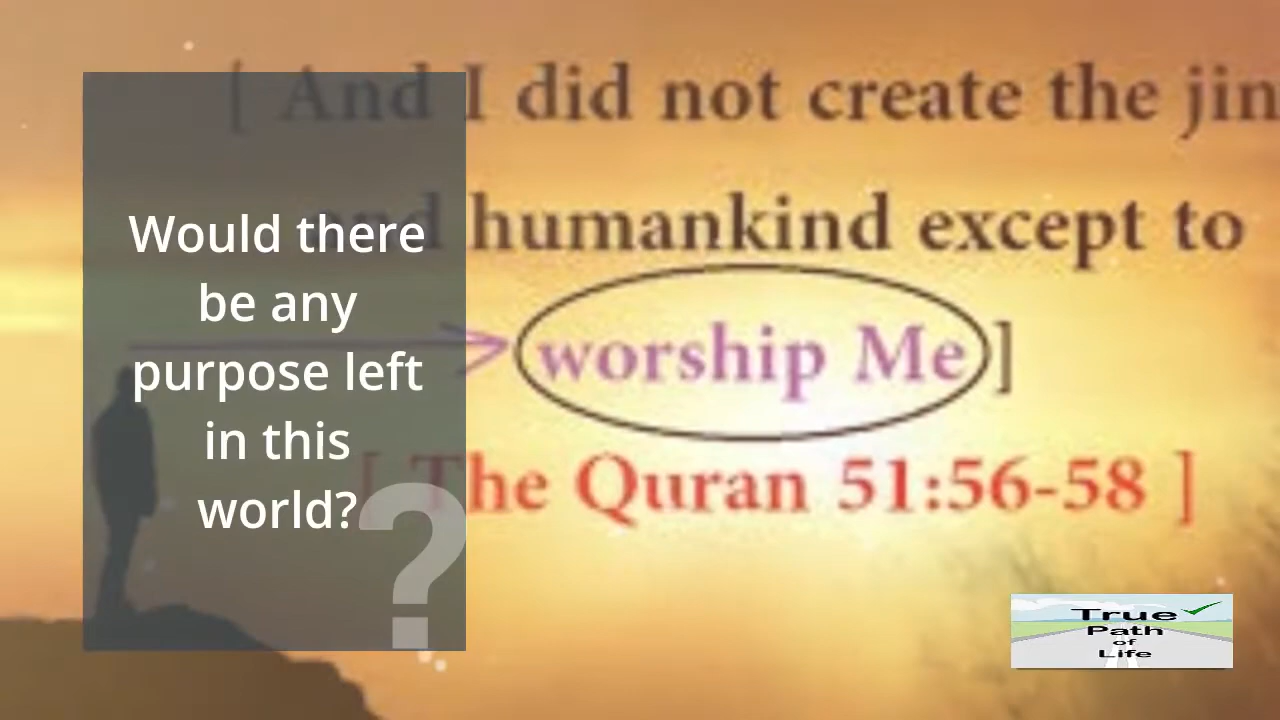 [ And I did not create the jin
and humankind except to
worship Me ]
[ The Quran 51:56-58 ]
Would there
be any
purpose left
in this
world?
?
True
Path
of
Life